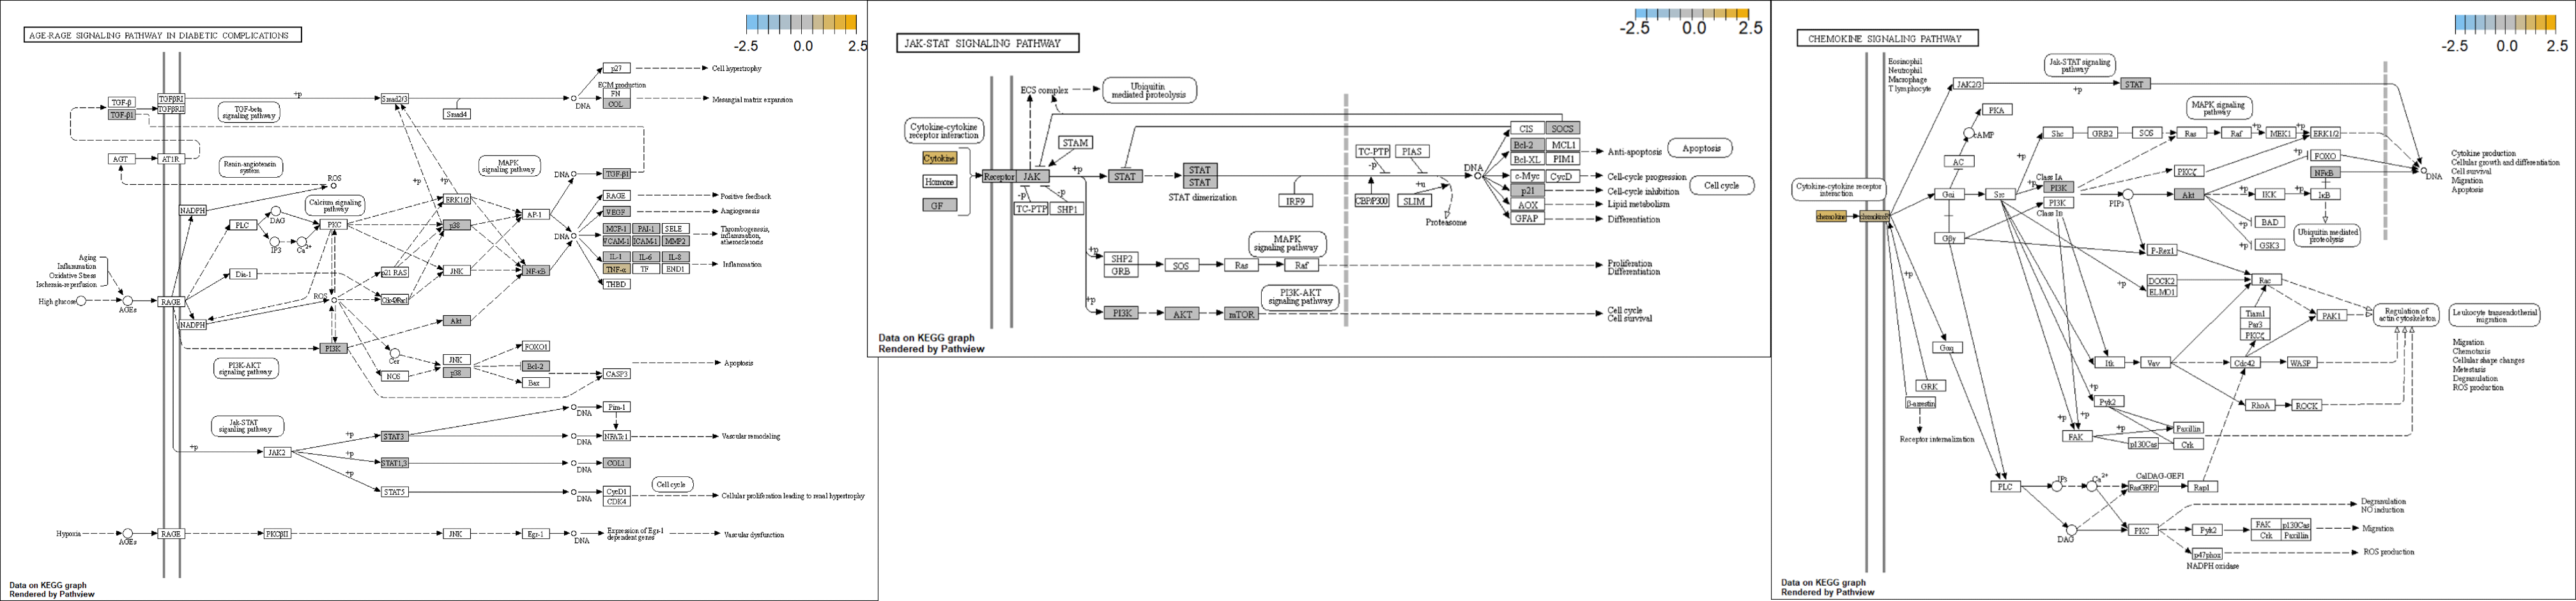 AGE-RAGE SIGNALING PATHWAY IN DIABETIC COMPLICATIONS
-2.5 0.0 2.5
p27
Cell hypertrophy
ECM production
FN
COL
DNA
Mesangial matrix expansion
TGF-β
TGF-β1
TGFβRI
TGFβRII
+p
TGF-beta
signaling pathway
Smad2/3
Smad4
AGT
AT1R
Renin-angiotensin
system
ROS
MAPK
signaling pathway
DNA
TGF-β1
+p
+p
Calcium signaling
pathway
NADPH
PLC
DAG
IP3
Ca2+
PKC
ERK1/2
p38
AP-1
RAGE
Positive feedback
VEGF
Angiogenesis
DNA
MCP-1 PAI-1 SELE
VCAM-1 ICAM-1 MMP2
Thrombogenesis,
inflammation,
atherosclerosis
IL-1 IL-6 IL-8
TNF-α TF END1
Inflammation
THBD
Aging
Inflammation
Oxidative Stress
Ischemia-reperfusion
High glucose
AGEs
RAGE
Dia-1
p21 RAS
JNK
NF-κB
ROS
NADPH
Akt
PI3K
PI3K-AKT
signaling pathway
Cer
NOS
JNK
p38
FOXO1
Bcl-2
Bax
CASP3
Apoptosis
Jak-STAT
signaling pathway
+p
JAK2
+p
+p
+p
STAT3
STAT1,3
STAT5
DNA
DNA
DNA
Pim-1
NFATc1
Vascular remodeling
COL1
Cell cycle
CycD1
CDK4
Cellular proliferation leading to renal hypertrophy
Hypoxia
AGEs
RAGE
PKCβII
JNK
Egr-1
DNA
Expression of Egr-1
dependent genes
Vascular dysfunction
Data on KEGG graph
Rendered by Pathview
JAK-STAT SIGNALING PATHWAY
-2.5 0.0 2.5
ECS complex
Ubiquitin
mediated proteolysis
Cytokine-cytokine
receptor interaction
STAM
Cytokine
Hormone
GF
Receptor
JAK
+p
-p
-p
TC-PTP
SHP1
STAT
STAT
STAT
STAT dimerization
IRF9
TC-PTP
PIAS
-p
CBP/P300
SLIM
+u
Proteasome
DNA
CIS SOCS
Bcl-2 MCL1
Bcl-XL PIM1
c-Myc CycD
p21
AOX
GFAP
Anti-apoptosis
Apoptosis
Cell-cycle progression
Cell-cycle inhibition
Cell cycle
Lipid metabolism
Differentiation
MAPK
signaling pathway
+p
SHP2
GRB
SOS
Ras
Raf
Proliferation
Differentiation
PI3K-AKT
signaling pathway
+p
PI3K
AKT
mTOR
Cell cycle
Cell survival
Data on KEGG graph
Rendered by Pathview
CHEMOKINE SIGNALING PATHWAY
-2.5 0.0 2.5
Eosinophil
Neutrophil
Macrophage
T lymphocyte
JAK2/3
Jak-STAT signaling
pathway
+p
STAT
PKA
cAMP
AC
MAPK signaling
pathway
Shc
GRB2
SOS
Ras
Raf
MEK1
ERK1/2
+p
+p
+p
FOXO
Cytokine production
Cellular growth and differentiation
Cell survival
Migration
Apoptosis
DNA
Cytokine-cytokine receptor
interaction
chemokine
chemokineR
Gαi
Src
Class IA
PI3K
PI3K
Class IB
PKCζ
PIP3
Akt
IKK
NFκB
IκB
BAD
GSK3
Ubiquitin mediated
proteolysis
Gβγ
P-Rex1
DOCK2
ELMO1
+p
Rac
Tiam1
Par3
PKCζ
PAK1
Regulation of
actin cytoskeleton
Leukocyte transendothelial
migration
Gαq
Itk
Vav
Cdc42
WASP
Migration
Chemotaxis
Cellular shape changes
Metastasis
Degranulation
ROS production
GRK
β-arrestin
Receptor internalization
RhoA
ROCK
Pyk2
+p
+p
FAK
+p
Paxillin
p130Cas
Crk
PLC
IP3
Ca2+
CalDAG-GEFI
RasGRP2
Rap1
DAG
PKC
Degranulation
NO induction
Pyk2
FAK p130Cas
Crk Paxillin
Migration
p47phox
NADPH oxidase
ROS production
Data on KEGG graph
Rendered by Pathview